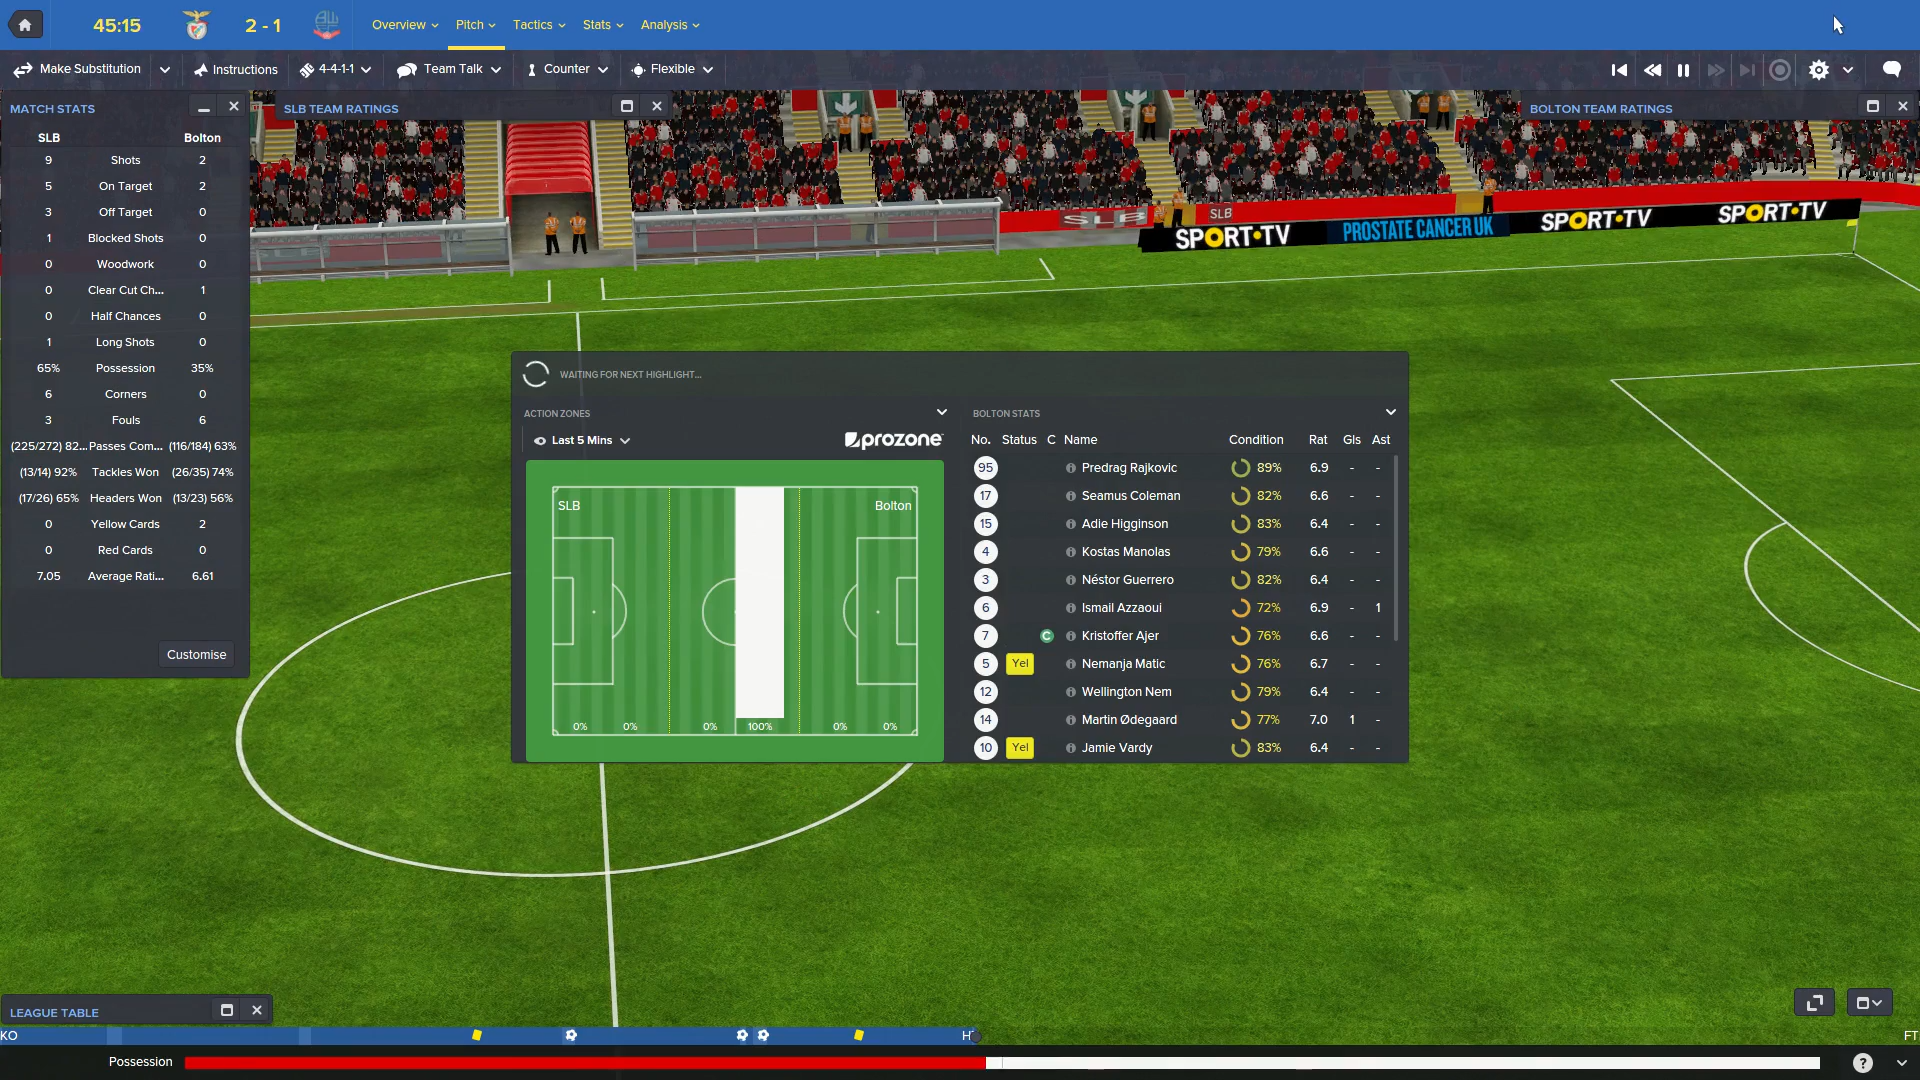 45:15 2 - 1 Overview Pitch Tactics Stats Analysis
Make Substitution Instructions 4-4-1-1 Team Talk Counter Flexible
MATCH STATS
SLB Bolton
9 Shots 2
5 On Target 2
3 Off Target 0
1 Blocked Shots 0
0 Woodwork 0
0 Clear Cut Ch... 1
0 Half Chances 0
1 Long Shots 0
65% Possession 35%
6 Corners 0
3 Fouls 6
(225/272) 82... Passes Com... (116/184) 63%
(13/14) 92% Tackles Won (26/35) 74%
(17/26) 65% Headers Won (13/23) 56%
0 Yellow Cards 2
0 Red Cards 0
7.05 Average Rati... 6.61
Customise
SLB TEAM RATINGS
BOLTON TEAM RATINGS
SLB
SLB
SPORT•TV PROSTATE CANCER UK SPORT•TV SPORT•TV
WAITING FOR NEXT HIGHLIGHT...
ACTION ZONES
Last 5 Mins prozone
SLB Bolton
0% 0% 0% 100% 0% 0%
BOLTON STATS
No. Status C Name Condition Rat Gls Ast
95 Predrag Rajkovic 89% 6.9 - -
17 Seamus Coleman 82% 6.6 - -
15 Adie Higginson 83% 6.4 - -
4 Kostas Manolas 79% 6.6 - -
3 Néstor Guerrero 82% 6.4 - -
6 Ismail Azzaoui 72% 6.9 - 1
7 C Kristoffer Ajer 76% 6.6 - -
5 Yel Nemanja Matic 76% 6.7 - -
12 Wellington Nem 79% 6.4 - -
14 Martin Ødegaard 77% 7.0 1 -
10 Yel Jamie Vardy 83% 6.4 - -
LEAGUE TABLE
KO HT FT
Possession
?